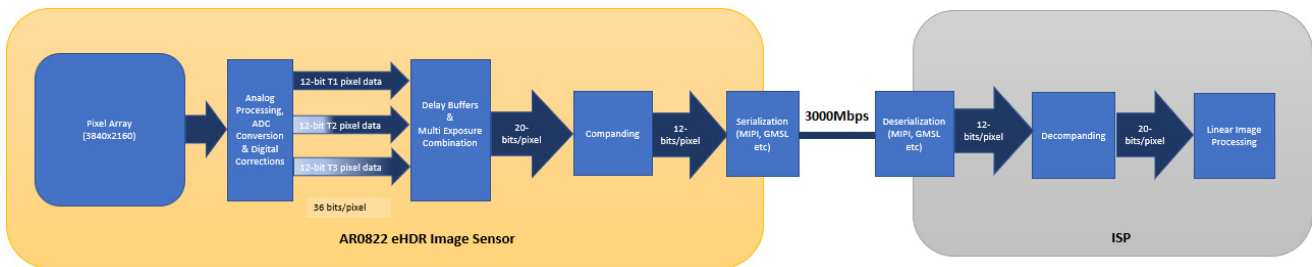 Pixel Array
(3840x2160)
Analog
Processing,
ADC
Conversion
& Digital
Corrections
12-bit T1 pixel data
12-bit T2 pixel data
12-bit T3 pixel data
36 bits/pixel
Delay Buffers
&
Multi Exposure
Combination
20-
bits/pixel
Companding
12-
bits/pixel
Serialization
(MIPI, GMSL
etc)
3000Mbps
Deserialization
(MIPI, GMSL
etc)
12-
bits/pixel
Decompanding
20-
bits/pixel
Linear Image
Processing
AR0822 eHDR Image Sensor
ISP